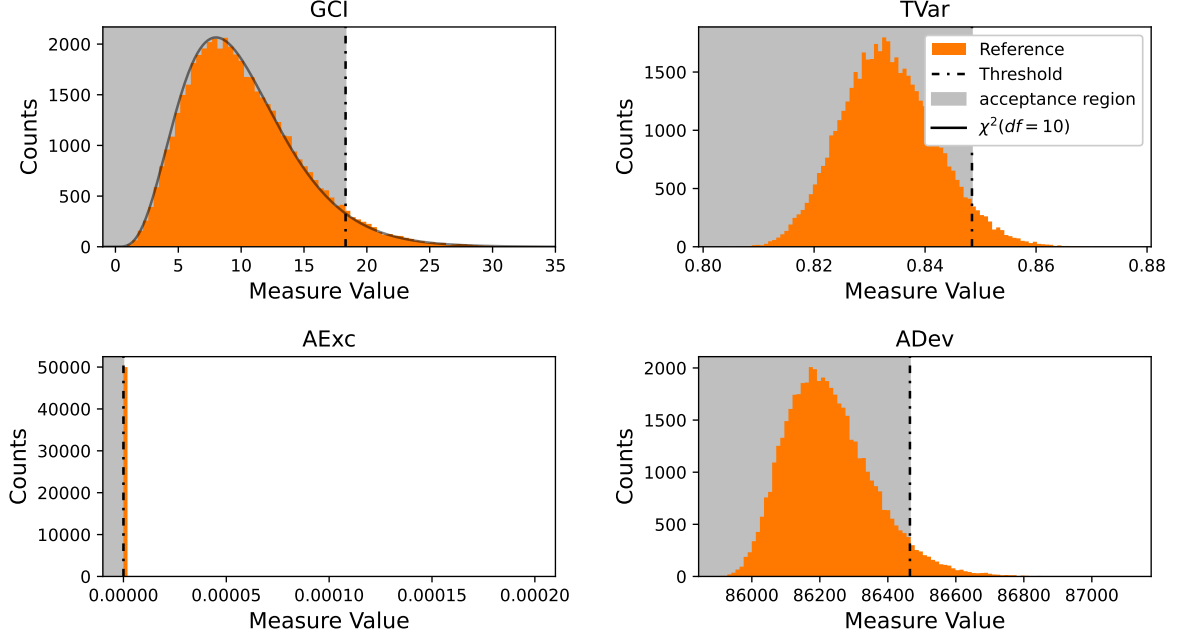 GCI
Counts
2000
1500
1000
500
0
0 5 10 15 20 25 30 35
Measure Value
TVar
Counts
1500
1000
500
0
0.80 0.82 0.84 0.86 0.88
Measure Value
Reference
Threshold
acceptance region
χ²(df = 10)
AExc
Counts
50000
40000
30000
20000
10000
0
0.00000 0.00005 0.00010 0.00015 0.00020
Measure Value
ADev
Counts
2000
1500
1000
500
0
86000 86200 86400 86600 86800 87000
Measure Value